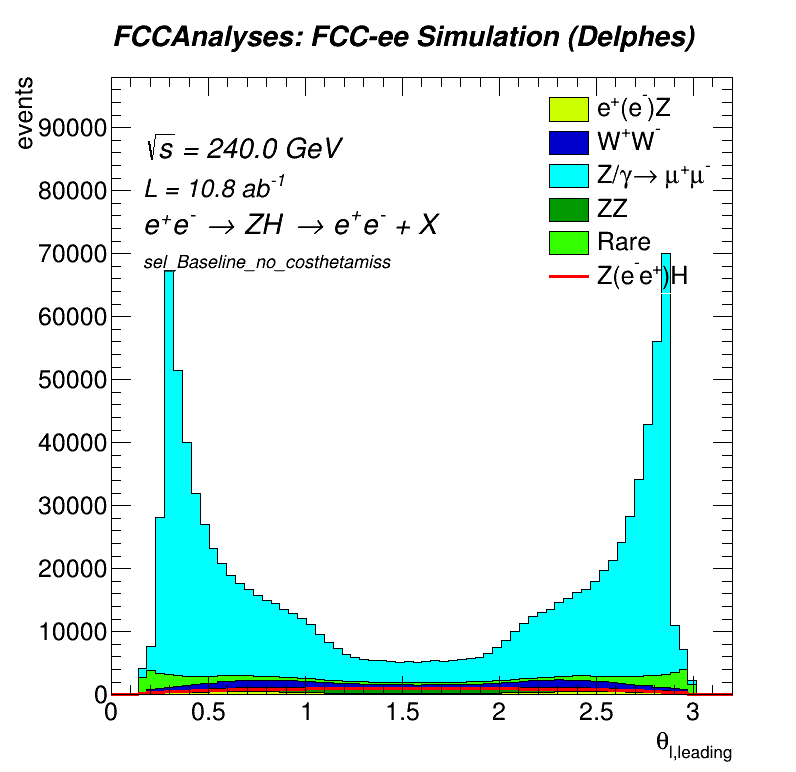 FCCAnalyses: FCC-ee Simulation (Delphes)
events
90000
80000
70000
60000
50000
40000
30000
20000
10000
0
√s = 240.0 GeV
L = 10.8 ab⁻¹
e⁺e⁻ → ZH → e⁺e⁻ + X
sel_Baseline_no_costhetamiss
e⁺(e⁻)Z
W⁺W⁻
Z/γ→ μ⁺μ⁻
ZZ
Rare
Z(e⁻e⁺)H
0 0.5 1 1.5 2 2.5 3
θ_l,leading